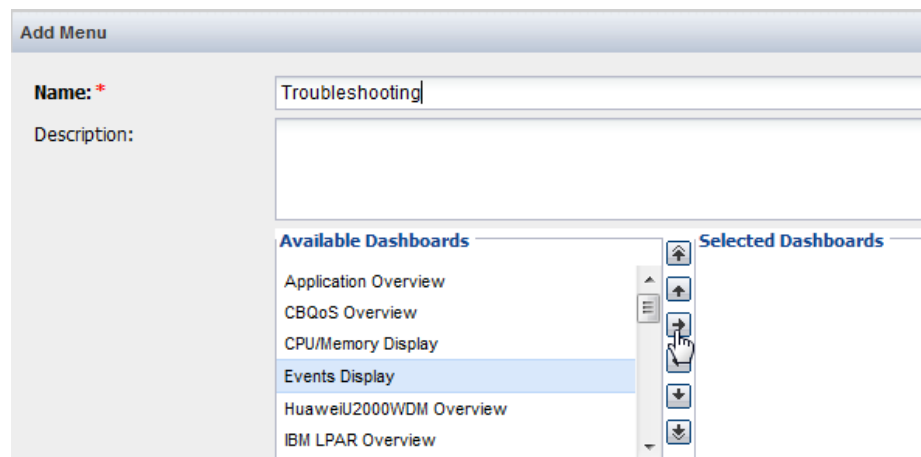 Add Menu
Name: *
Troubleshooting
Description:
Available Dashboards
Selected Dashboards
Application Overview
CBQoS Overview
CPU/Memory Display
Events Display
HuaweiU2000WDM Overview
IBM LPAR Overview